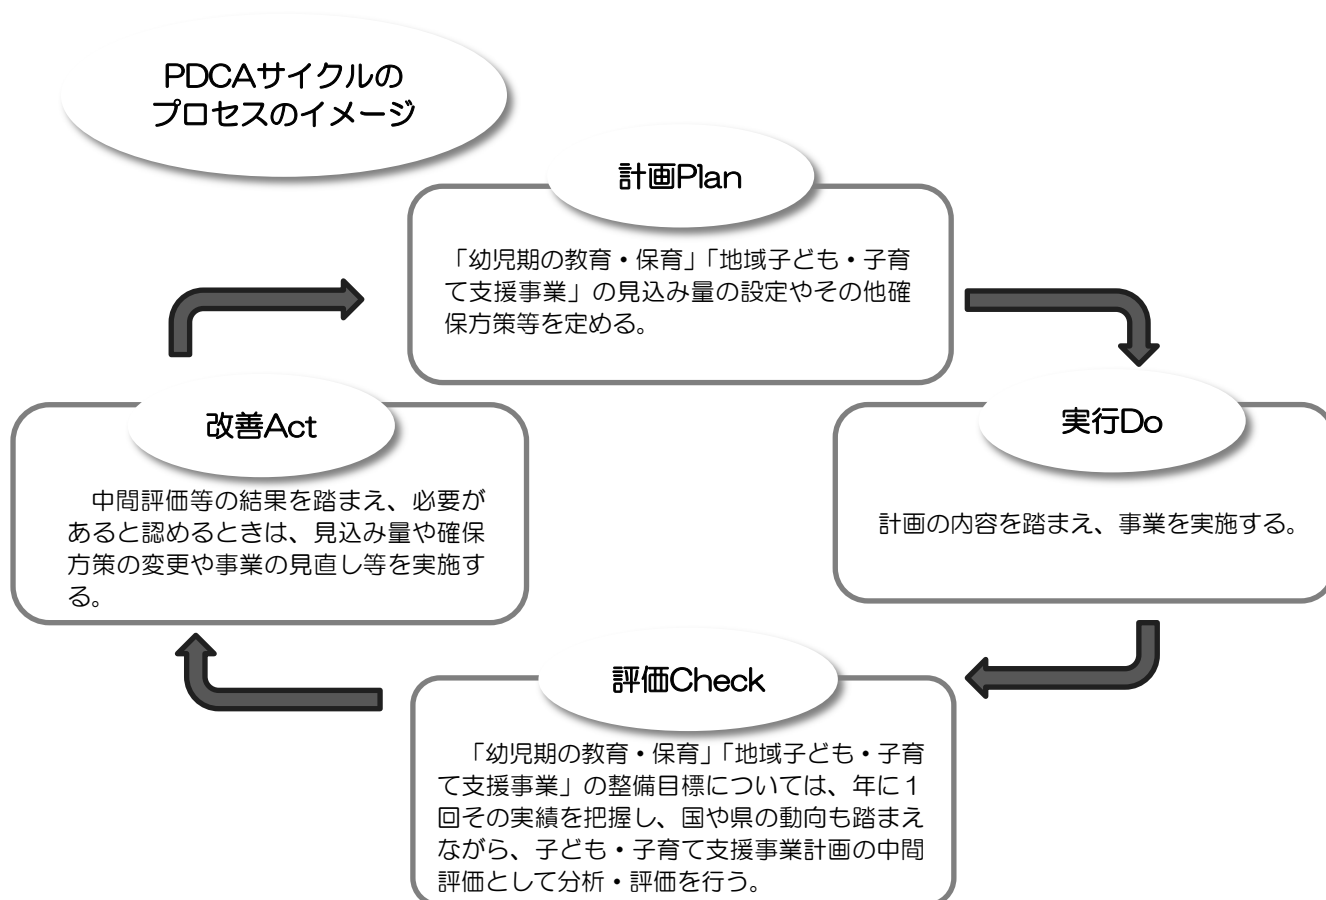 PDCAサイクルの
プロセスのイメージ
計画Plan
「幼児期の教育・保育」「地域子ども・子育
て支援事業」の見込み量の設定やその他確
保方策等を定める。
実行Do
計画の内容を踏まえ、事業を実施する。
評価Check
「幼児期の教育・保育」「地域子ども・子育
て支援事業」の整備目標については、年に１
回その実績を把握し、国や県の動向も踏まえ
ながら、子ども・子育て支援事業計画の中間
評価として分析・評価を行う。
改善Act
中間評価等の結果を踏まえ、必要が
あると認めるときは、見込み量や確保
方策の変更や事業の見直し等を実施す
る。